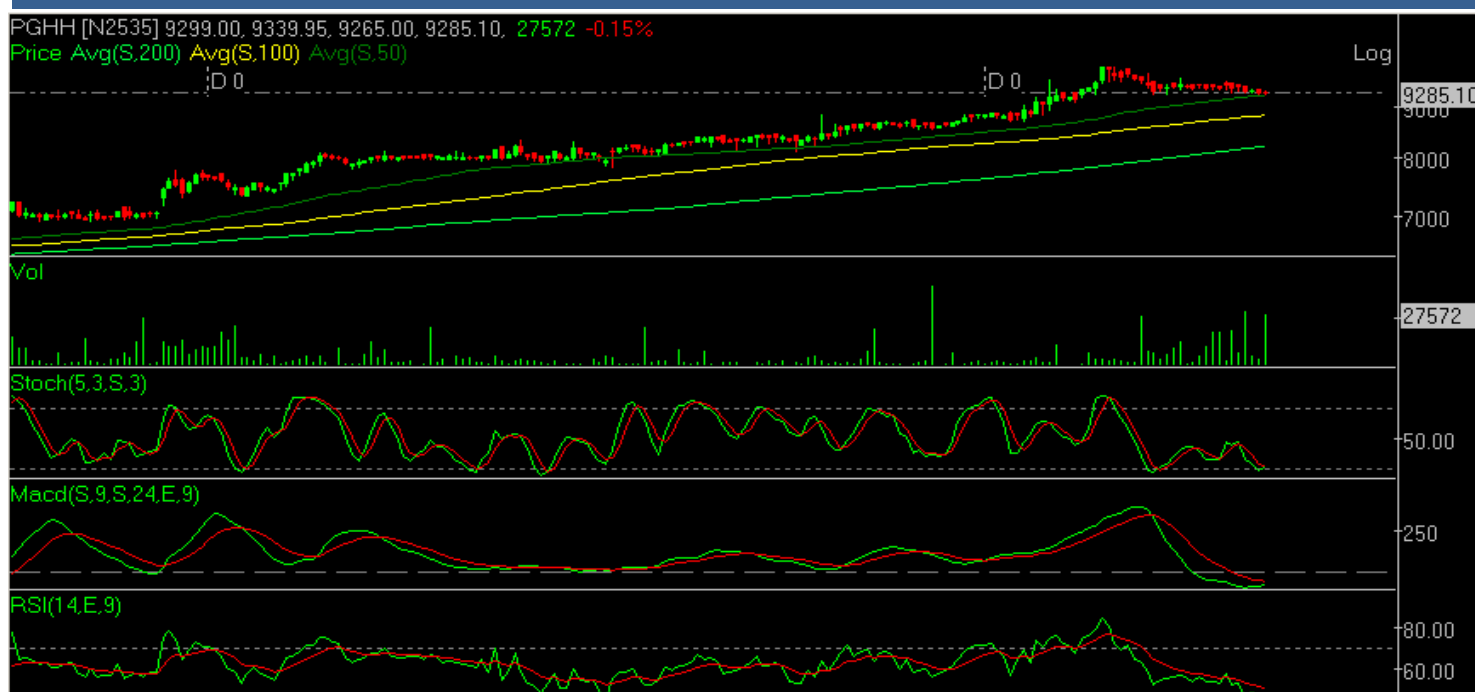 PGHH [N2535] 9299.00, 9339.95, 9265.00, 9285.10, 27572 -0.15%
Price Avg(S,200) Avg(S,100) Avg(S,50)
Log
D 0
D 0
9285.10
9000
8000
7000
Vol
27572
Stoch(5,3,S,3)
50.00
Macd(S,9,S,24,E,9)
250
RSI(14,E,9)
80.00
60.00